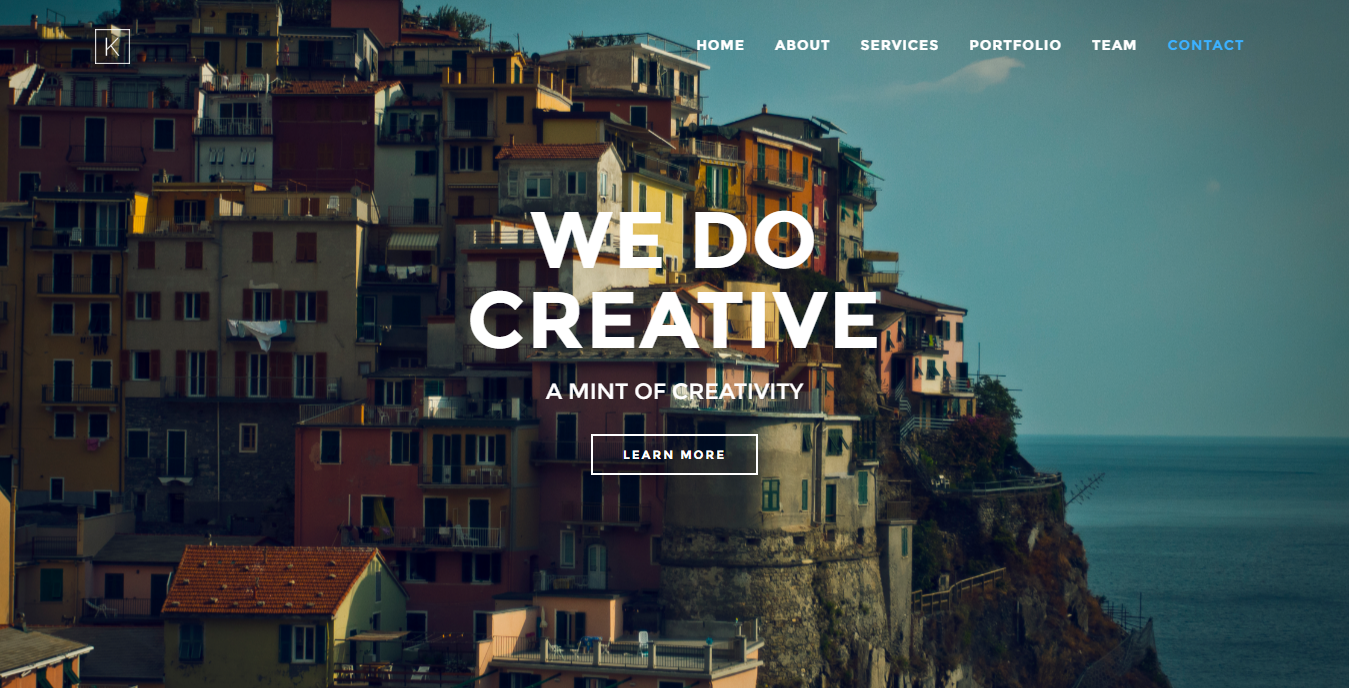 K
HOME ABOUT SERVICES PORTFOLIO TEAM CONTACT
WE DO
CREATIVE
A MINT OF CREATIVITY
LEARN MORE